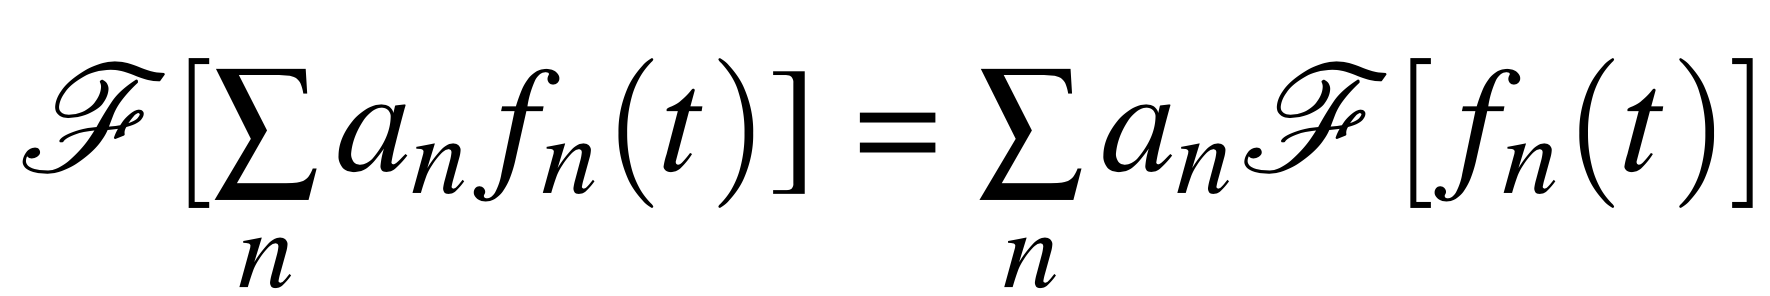 ℱ[∑ₙ aₙfₙ(t)] = ∑ₙ aₙℱ[fₙ(t)]